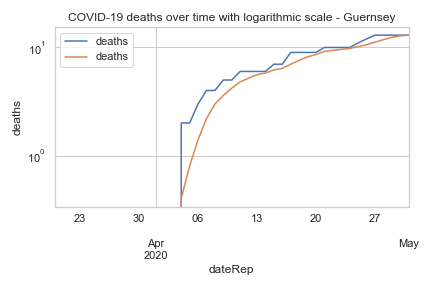 COVID-19 deaths over time with logarithmic scale - Guernsey
deaths
deaths
10¹
10⁰
deaths
23
30
06
13
20
27
Apr
2020
May
dateRep